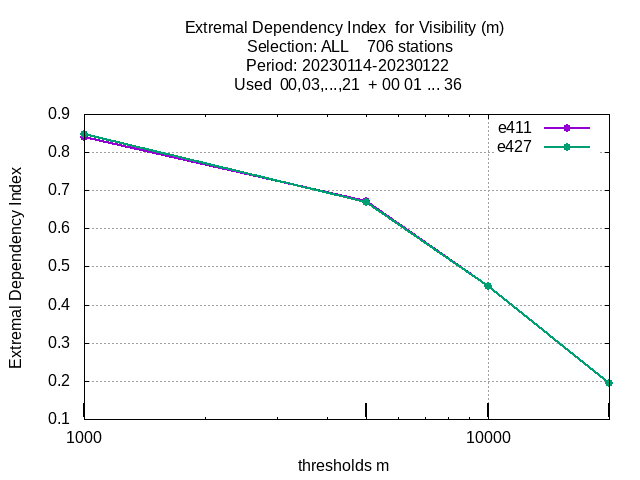 Extremal Dependency Index  for Visibility (m)
Selection: ALL    706 stations
Period: 20230114-20230122
Used  00,03,...,21  + 00 01 ... 36
e411
e427
0.9
0.8
0.7
0.6
0.5
0.4
0.3
0.2
0.1
Extremal Dependency Index
1000
10000
thresholds m